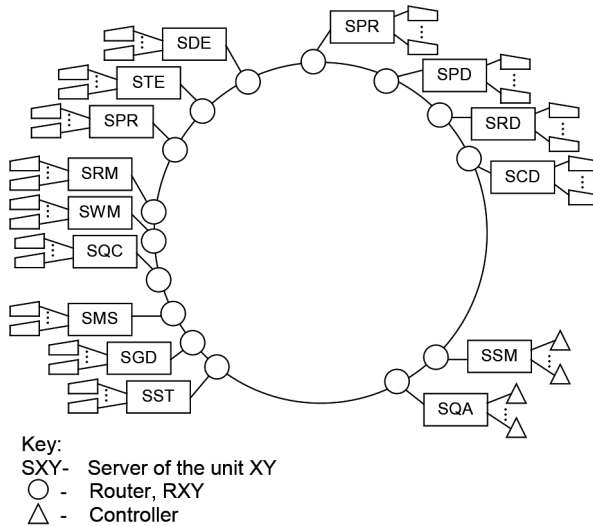 SPR
SDE
SPD
STE
SRD
SPR
SCD
SRM
SWM
SQC
SMS
SGD
SSM
SST
SQA
Key:
SXY- Server of the unit XY
- Router, RXY
- Controller